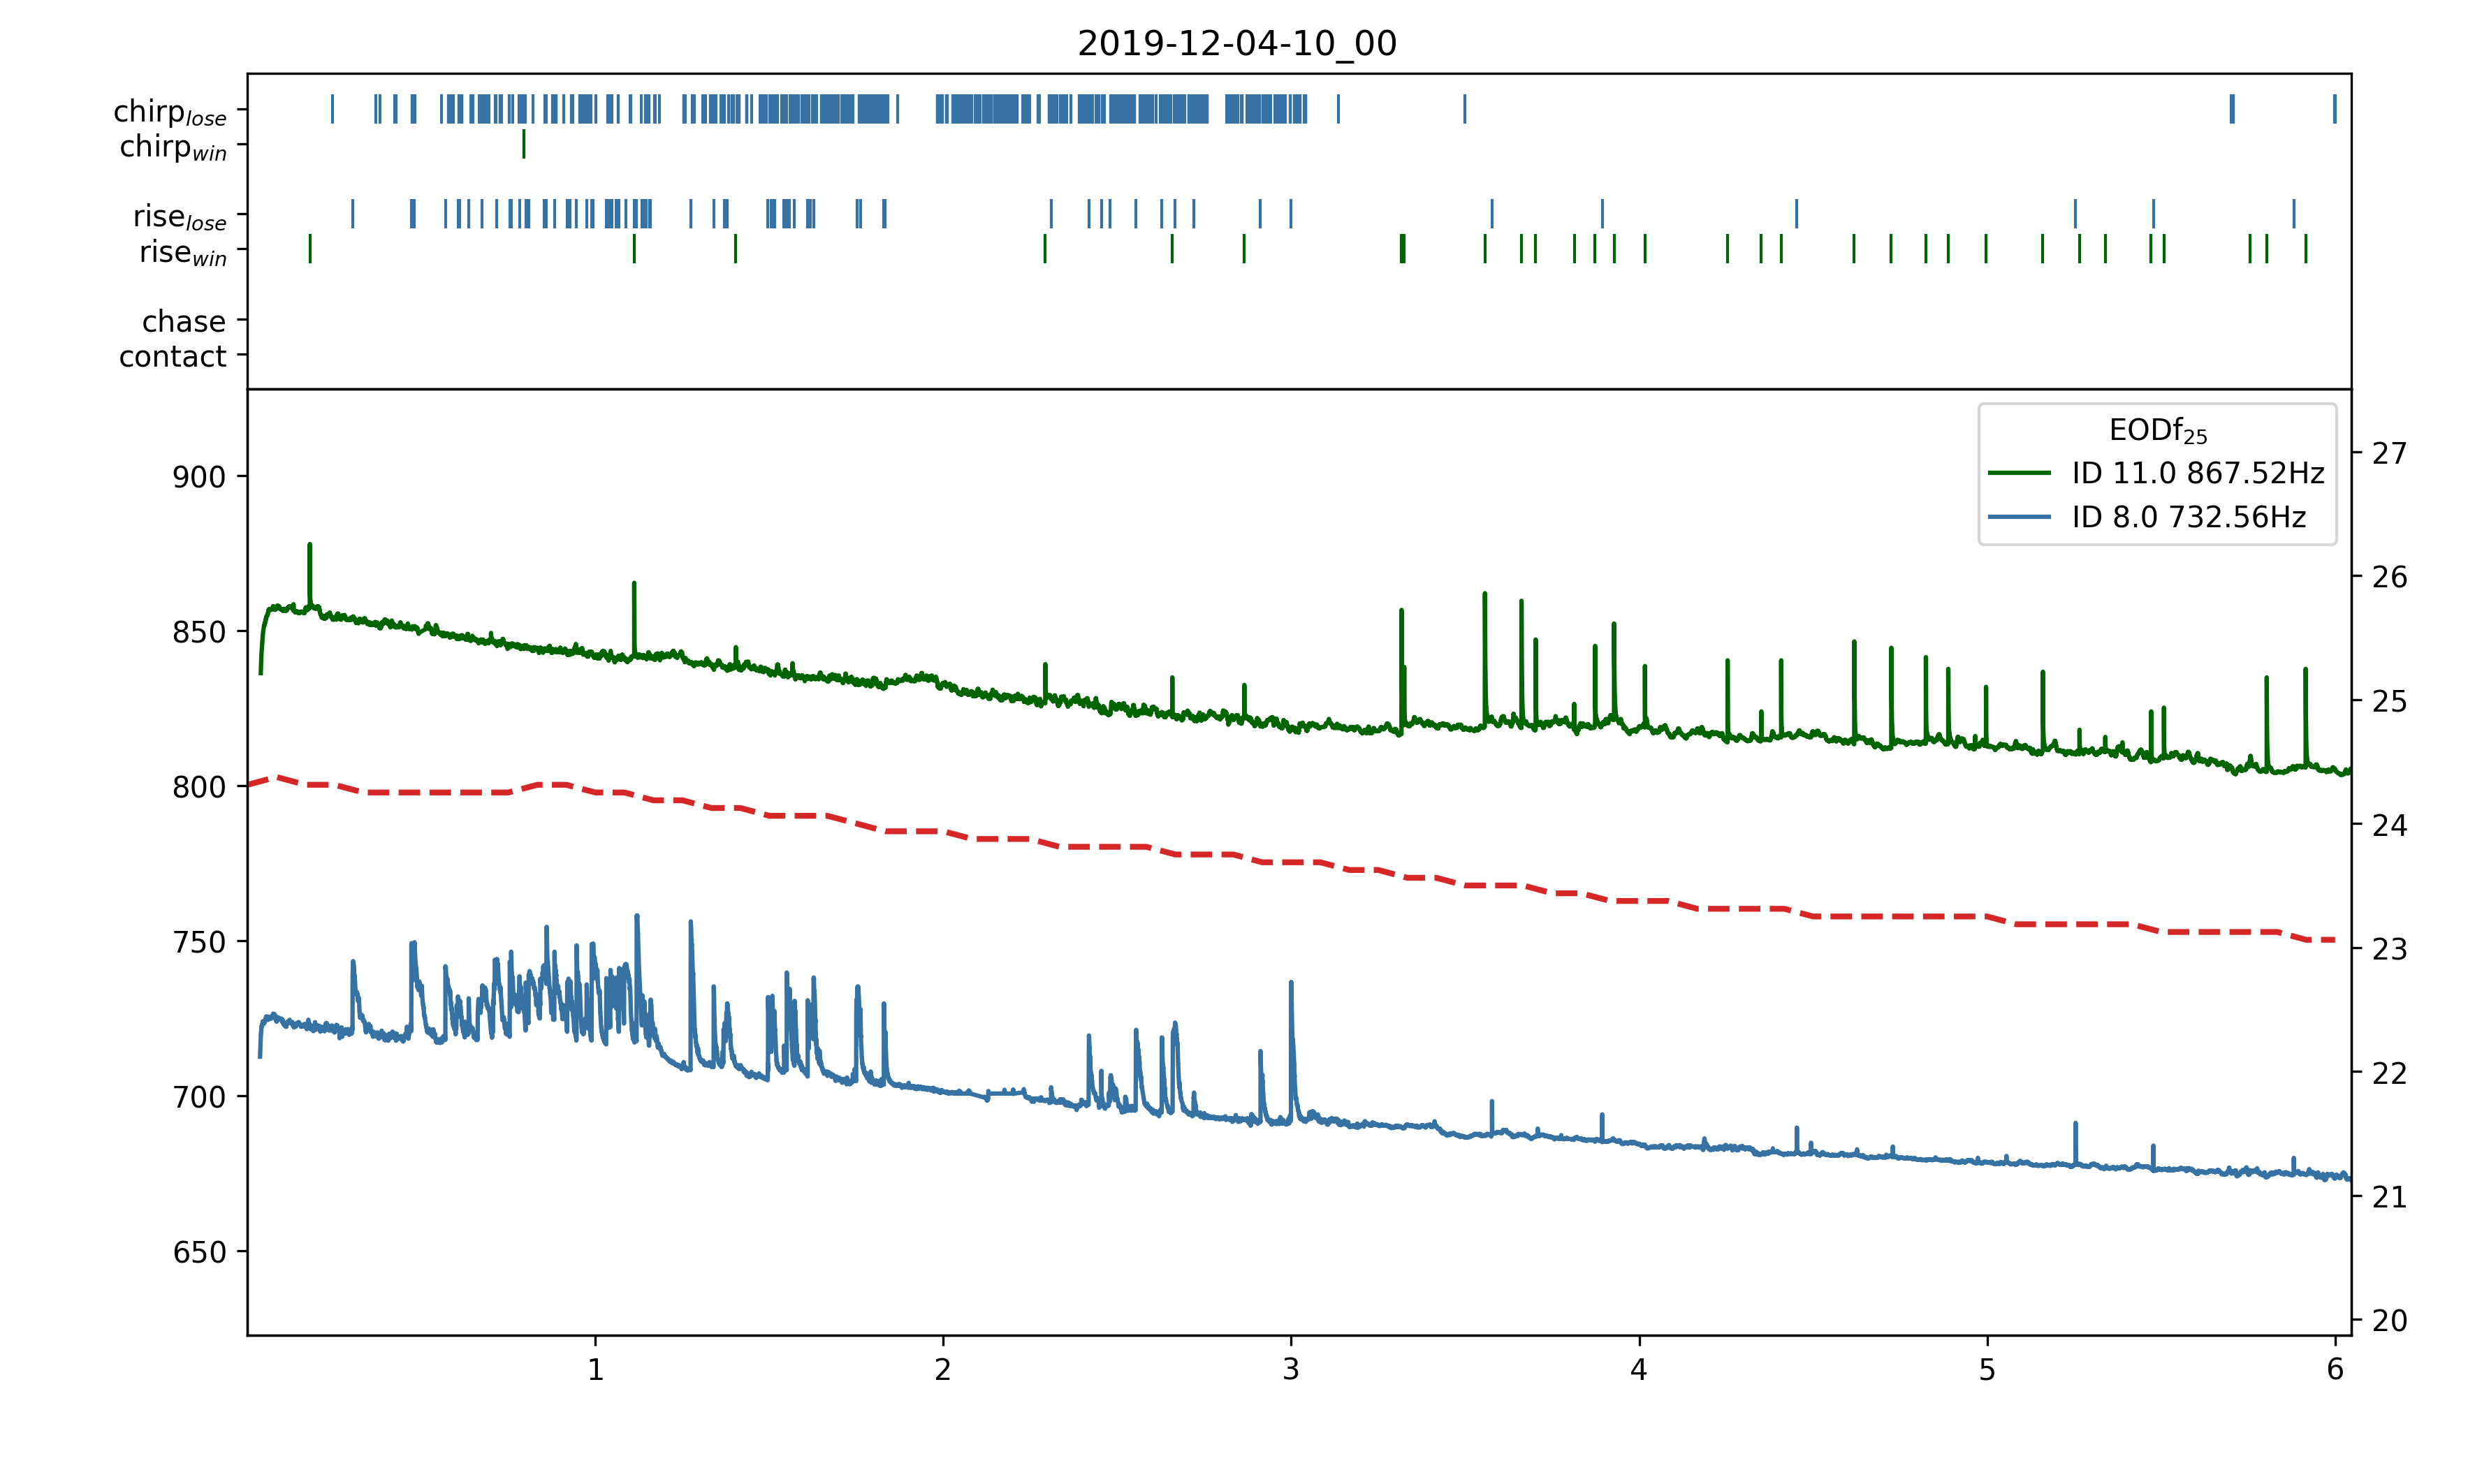 2019-12-04-10_00
chirp_lose
chirp_win
rise_lose
rise_win
chase
contact
EODf_25
ID 11.0 867.52Hz
ID 8.0 732.56Hz
900
850
800
750
700
650
27
26
25
24
23
22
21
20
1 2 3 4 5 6